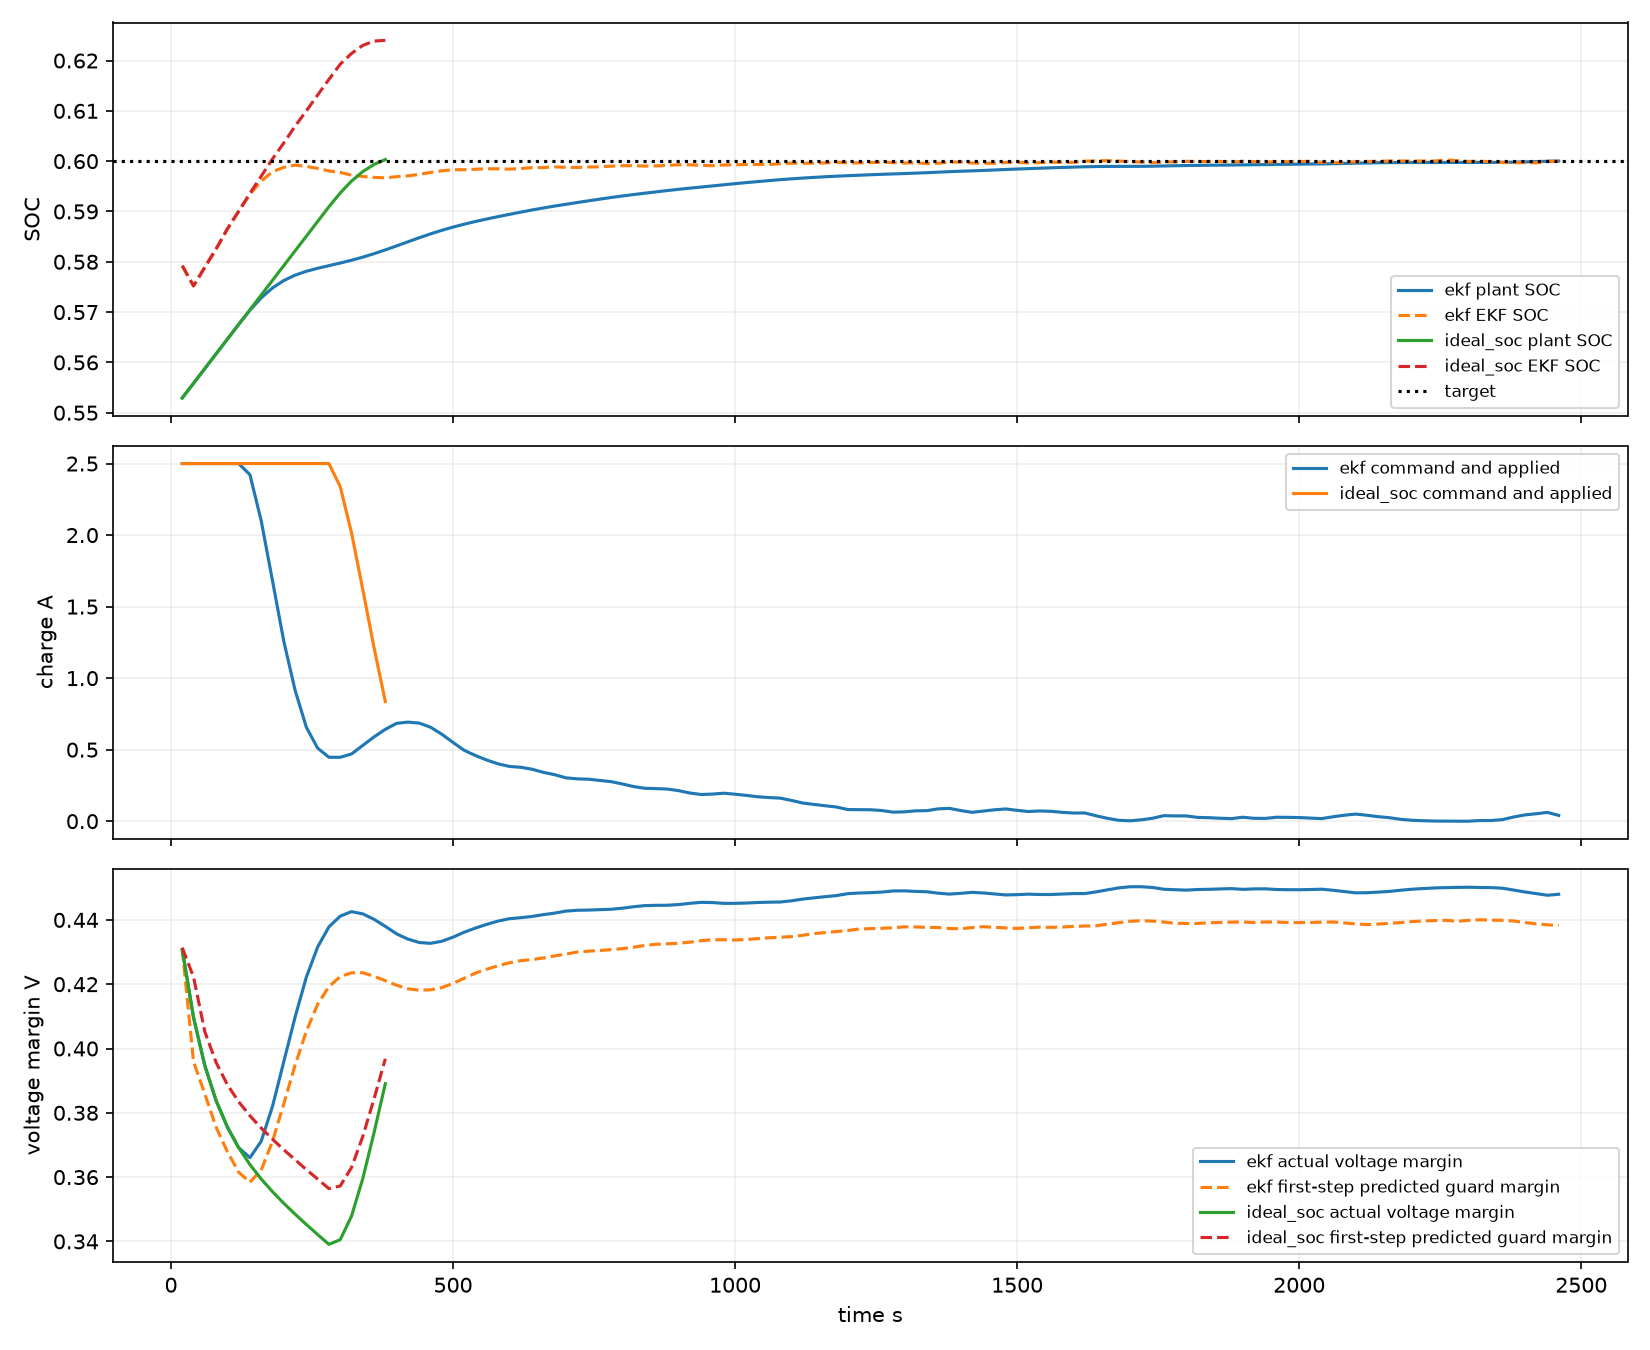 0.62
0.61
0.60
0.59
0.58
0.57
0.56
0.55
SOC
ekf plant SOC
ekf EKF SOC
ideal_soc plant SOC
ideal_soc EKF SOC
target
2.5
2.0
1.5
1.0
0.5
0.0
charge A
ekf command and applied
ideal_soc command and applied
0.44
0.42
0.40
0.38
0.36
0.34
voltage margin V
ekf actual voltage margin
ekf first-step predicted guard margin
ideal_soc actual voltage margin
ideal_soc first-step predicted guard margin
0
500
1000
1500
2000
2500
time s